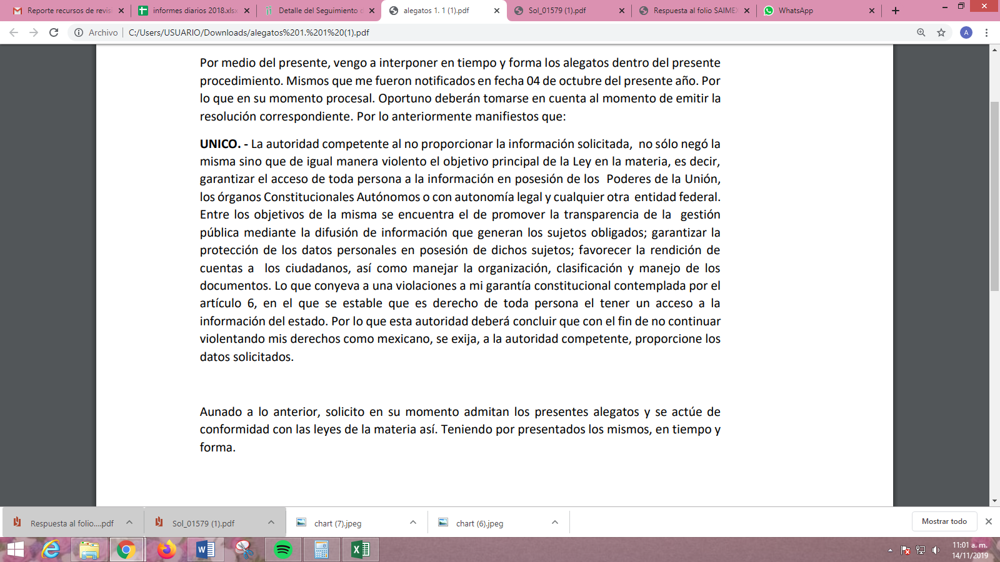 Reporte recursos de revis
informes diarios 2018.xlsx
Detalle del Seguimiento d
alegatos 1. 1 (1).pdf
Sol_01579 (1).pdf
Respuesta al folio SAIMEX
WhatsApp
Archivo
C:/Users/USUARIO/Downloads/alegatos%201.%201%20(1).pdf
A
Por medio del presente, vengo a interponer en tiempo y forma los alegatos dentro del presente
procedimiento. Mismos que me fueron notificados en fecha 04 de octubre del presente año. Por
lo que en su momento procesal. Oportuno deberán tomarse en cuenta al momento de emitir la
resolución correspondiente. Por lo anteriormente manifiestos que:
UNICO. - La autoridad competente al no proporcionar la información solicitada, no sólo negó la
misma sino que de igual manera violento el objetivo principal de la Ley en la materia, es decir,
garantizar el acceso de toda persona a la información en posesión de los Poderes de la Unión,
los órganos Constitucionales Autónomos o con autonomía legal y cualquier otra entidad federal.
Entre los objetivos de la misma se encuentra el de promover la transparencia de la gestión
pública mediante la difusión de información que generan los sujetos obligados; garantizar la
protección de los datos personales en posesión de dichos sujetos; favorecer la rendición de
cuentas a los ciudadanos, así como manejar la organización, clasificación y manejo de los
documentos. Lo que conyeva a una violaciones a mi garantía constitucional contemplada por el
artículo 6, en el que se estable que es derecho de toda persona el tener un acceso a la
información del estado. Por lo que esta autoridad deberá concluir que con el fin de no continuar
violentando mis derechos como mexicano, se exija, a la autoridad competente, proporcione los
datos solicitados.
Aunado a lo anterior, solicito en su momento admitan los presentes alegatos y se actúe de
conformidad con las leyes de la materia así. Teniendo por presentados los mismos, en tiempo y
forma.
Respuesta al folio....pdf
Sol_01579 (1).pdf
chart (7).jpeg
chart (6).jpeg
Mostrar todo
11:01 a. m.
14/11/2019